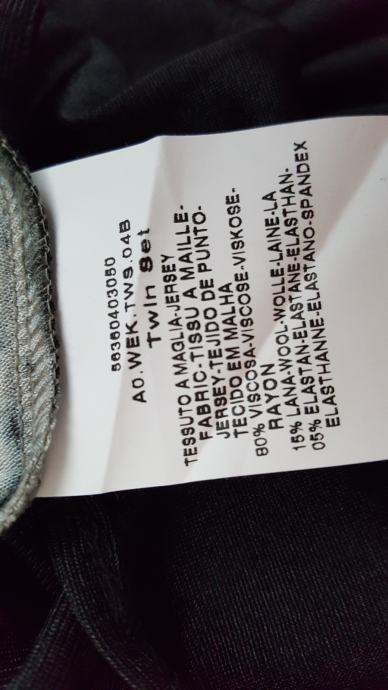 56360403050
A0.WEK.TWS.04B
Twin Set
TESSUTO A MAGLIA-JERSEY
FABRIC-TISSU A MAILLE-
JERSEY-TEJIDO DE PUNTO-
TECIDO EM MALHA
80% VISCOSA-VISCOSE-VISKOSE-
RAYON
15% LANA-WOOL-WOLLE-LAINE-LA
05% ELASTAN-ELASTANE-ELASTHAN-
ELASTHANNE-ELASTANO-SPANDEX